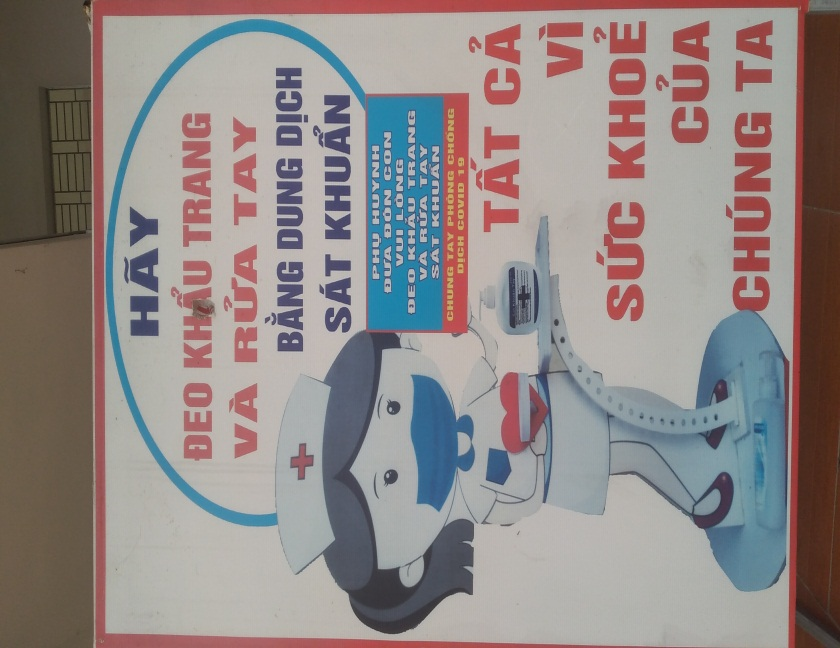 HÃY
ĐEO KHẨU TRANG
VÀ RỬA TAY
BẰNG DUNG DỊCH
SÁT KHUẨN
PHỤ HUYNH
ĐƯA ĐÓN CON
VUI LÒNG
ĐEO KHẨU TRANG
VÀ RỬA TAY
SÁT KHUẨN
CHUNG TAY PHÒNG CHỐNG
DỊCH COVID 19
TẤT CẢ
VÌ
SỨC KHOẺ
CỦA
CHÚNG TA